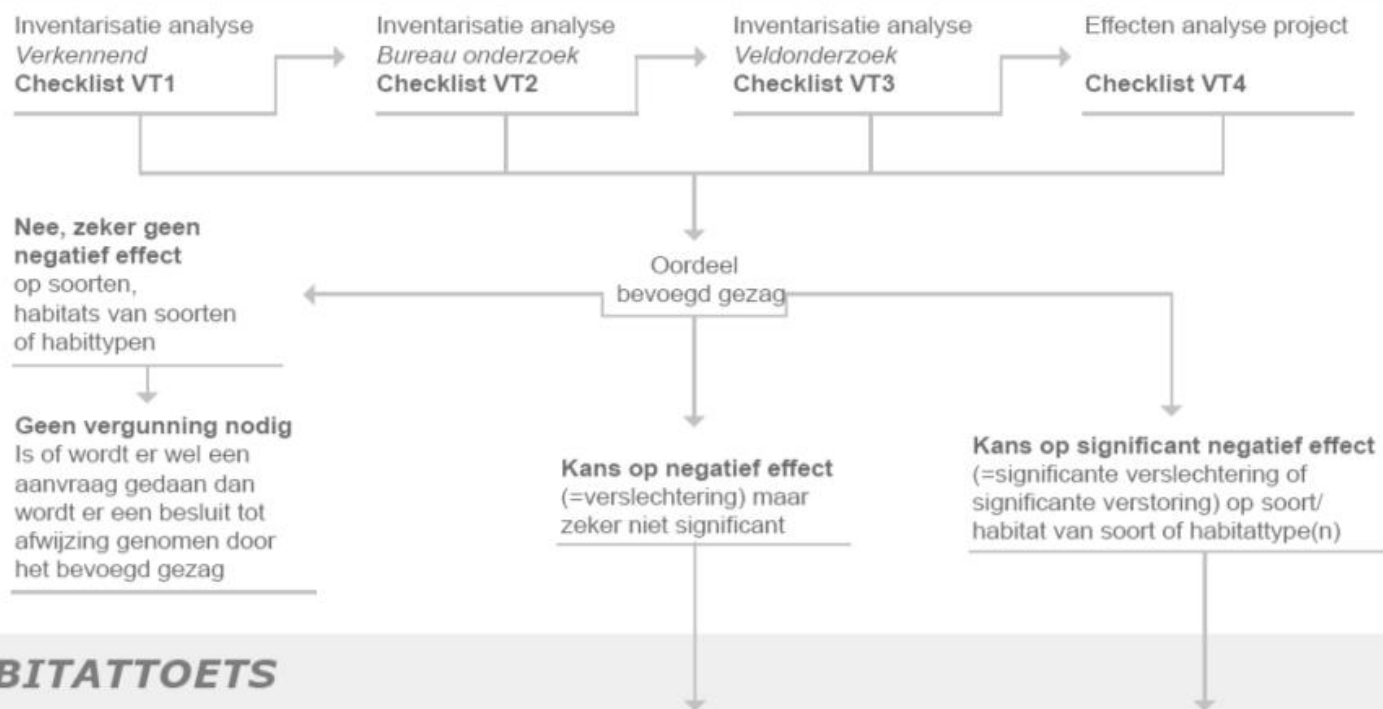 Inventarisatie analyse
Verkennend
Checklist VT1
Inventarisatie analyse
Bureau onderzoek
Checklist VT2
Inventarisatie analyse
Veldonderzoek
Checklist VT3
Effecten analyse project
Checklist VT4
Nee, zeker geen
negatief effect
op soorten,
habitats van soorten
of habittypen
Oordeel
bevoegd gezag
Geen vergunning nodig
Is of wordt er wel een
aanvraag gedaan dan
wordt er een besluit tot
afwijzing genomen door
het bevoegd gezag
Kans op negatief effect
(=verslechtering) maar
zeker niet significant
Kans op significant negatief effect
(=significante verslechtering of
significante verstoring) op soort/
habitat van soort of habitattype(n)
BITATTOETS